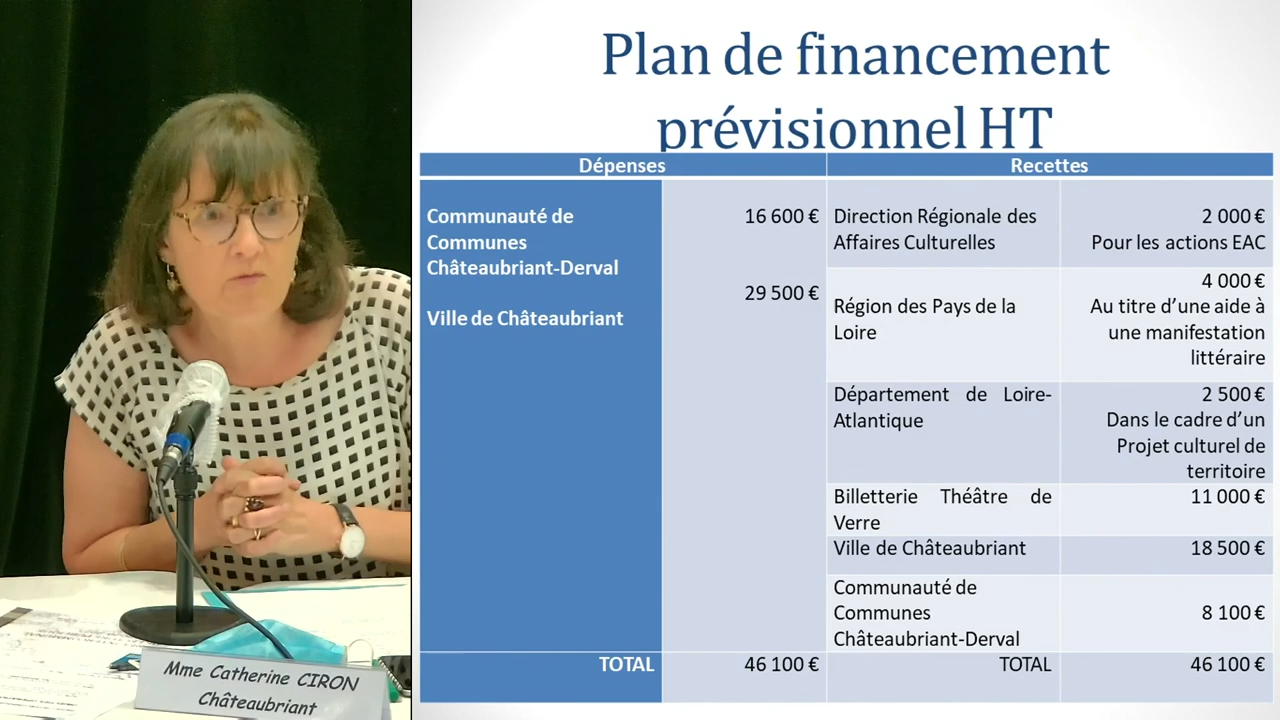 Plan de financement
prévisionnel HT
Dépenses
Recettes
Communauté de
Communes
Châteaubriant-Derval
Ville de Châteaubriant
16 600 €
29 500 €
Direction Régionale des
Affaires Culturelles
2 000 €
Pour les actions EAC
Région des Pays de la
Loire
4 000 €
Au titre d’une aide à
une manifestation
littéraire
Département de Loire-
Atlantique
2 500 €
Dans le cadre d’un
Projet culturel de
territoire
Billetterie Théâtre de
Verre
11 000 €
Ville de Châteaubriant
18 500 €
Communauté de
Communes
Châteaubriant-Derval
8 100 €
TOTAL
46 100 €
TOTAL
46 100 €
Mme Catherine CIRON
Châteaubriant